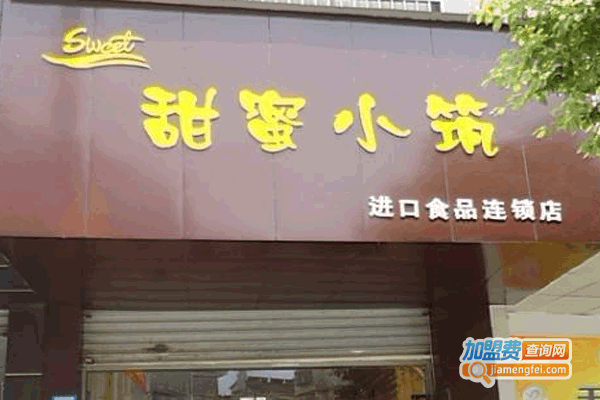 Sweet
甜蜜小筑
进口食品连锁店
加盟费查询网
jiamengfei.com